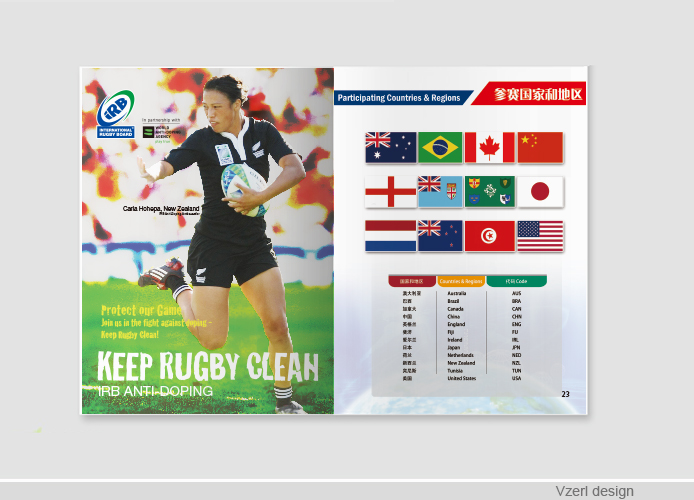 IRB
INTERNATIONAL
RUGBY BOARD
In partnership with
WORLD
ANTI-DOPING
AGENCY
play true
Carla Hohepa, New Zealand
Protect our Game
Join us in the fight against doping -
Keep Rugby Clean!
KEEP RUGBY CLEAN
IRB ANTI-DOPING
Participating Countries & Regions
参赛国家和地区
国家和地区 Countries & Regions 代码 Code
澳大利亚 Australia AUS
巴西 Brazil BRA
加拿大 Canada CAN
中国 China CHN
英格兰 England ENG
斐济 Fiji FIJ
爱尔兰 Ireland IRL
日本 Japan JPN
荷兰 Netherlands NED
新西兰 New Zealand NZL
突尼斯 Tunisia TUN
美国 United States USA
23
Vzerl design